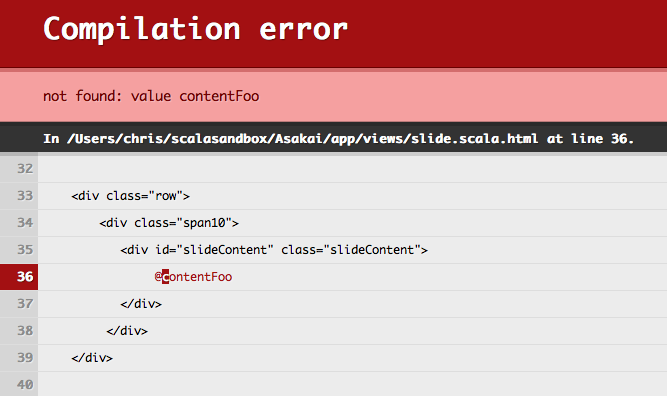 Compilation error
not found: value contentFoo
In /Users/chris/scalasandbox/Asakai/app/views/slide.scala.html at line 36.
32
33 <div class="row">
34 <div class="span10">
35 <div id="slideContent" class="slideContent">
36 @contentFoo
37 </div>
38 </div>
39 </div>
40